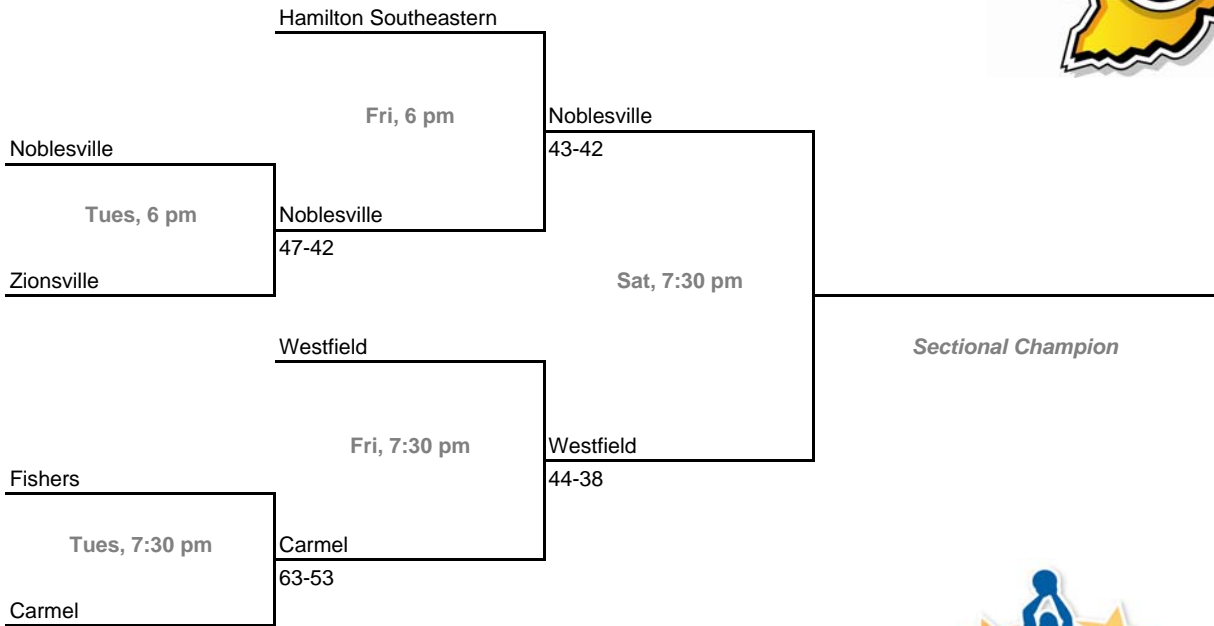 Hamilton Southeastern
Fri, 6 pm
Noblesville
Noblesville
43-42
Tues, 6 pm
Noblesville
47-42
Zionsville
Sat, 7:30 pm
Westfield
Sectional Champion
Fri, 7:30 pm
Westfield
Fishers
44-38
Tues, 7:30 pm
Carmel
63-53
Carmel